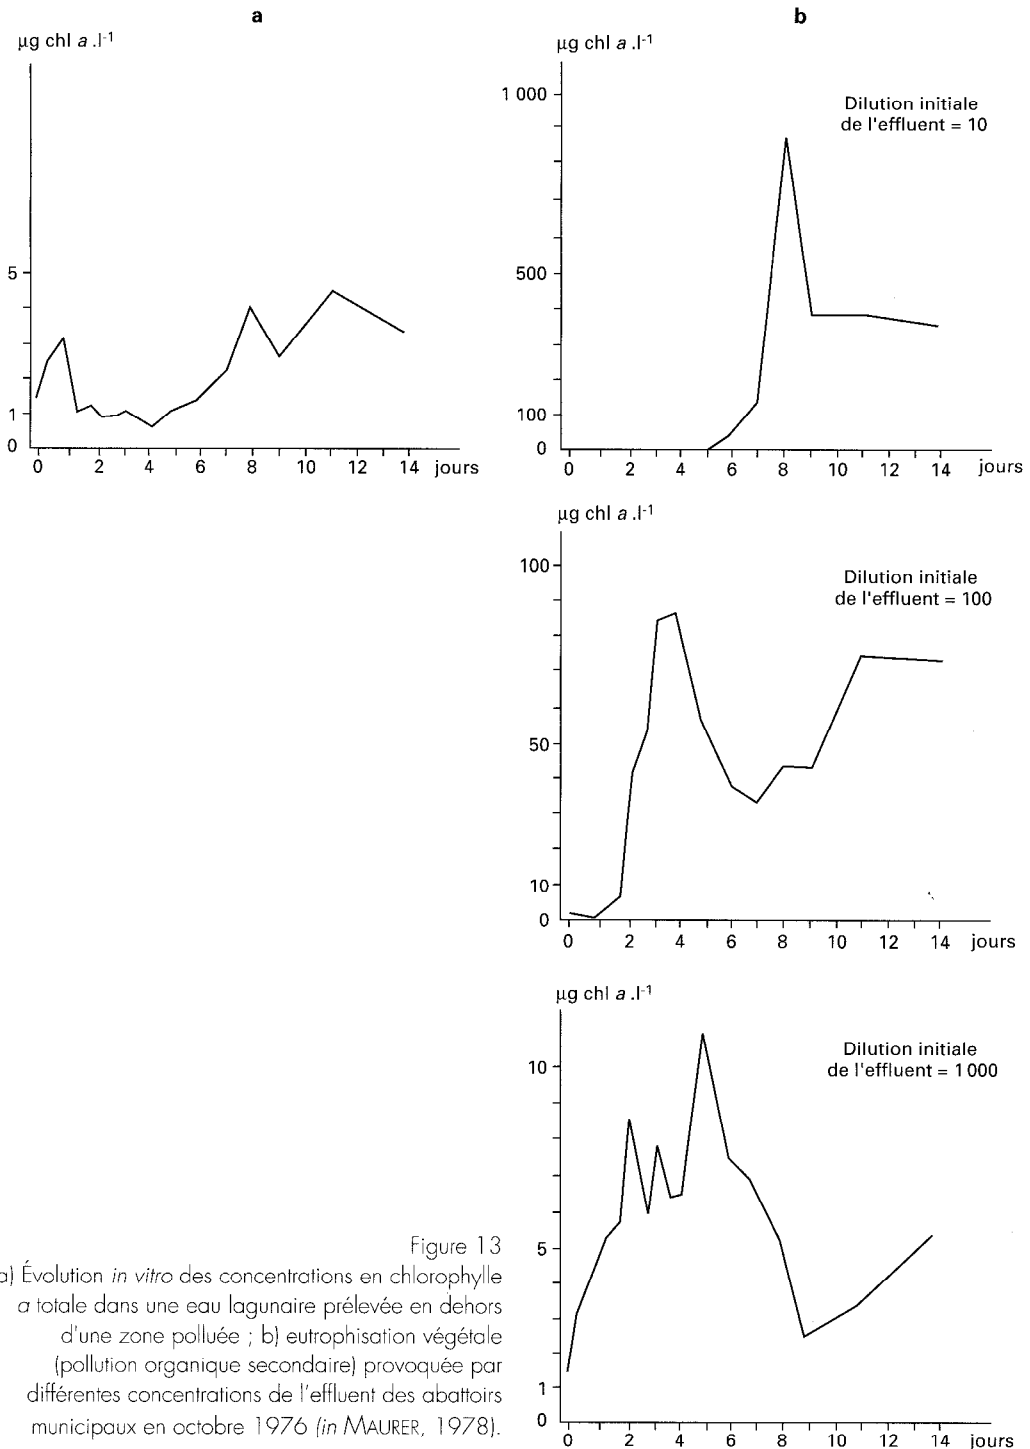 a
µg chl a .l-1
5
1
0
0 2 4 6 8 10 12 14 jours
b
µg chl a .l-1
1 000
Dilution initiale
de l'effluent = 10
500
100
0
0 2 4 6 8 10 12 14 jours
µg chl a .l-1
100
Dilution initiale
de l'effluent = 100
50
10
0
0 2 4 6 8 10 12 14 jours
µg chl a .l-1
Dilution initiale
de l'effluent = 1 000
10
5
1
0
0 2 4 6 8 10 12 14 jours
Figure 13
a) Évolution in vitro des concentrations en chlorophylle
a totale dans une eau lagunaire prélevée en dehors
d'une zone polluée ; b) eutrophisation végétale
(pollution organique secondaire) provoquée par
différentes concentrations de l'effluent des abattoirs
municipaux en octobre 1976 (in MAURER, 1978).